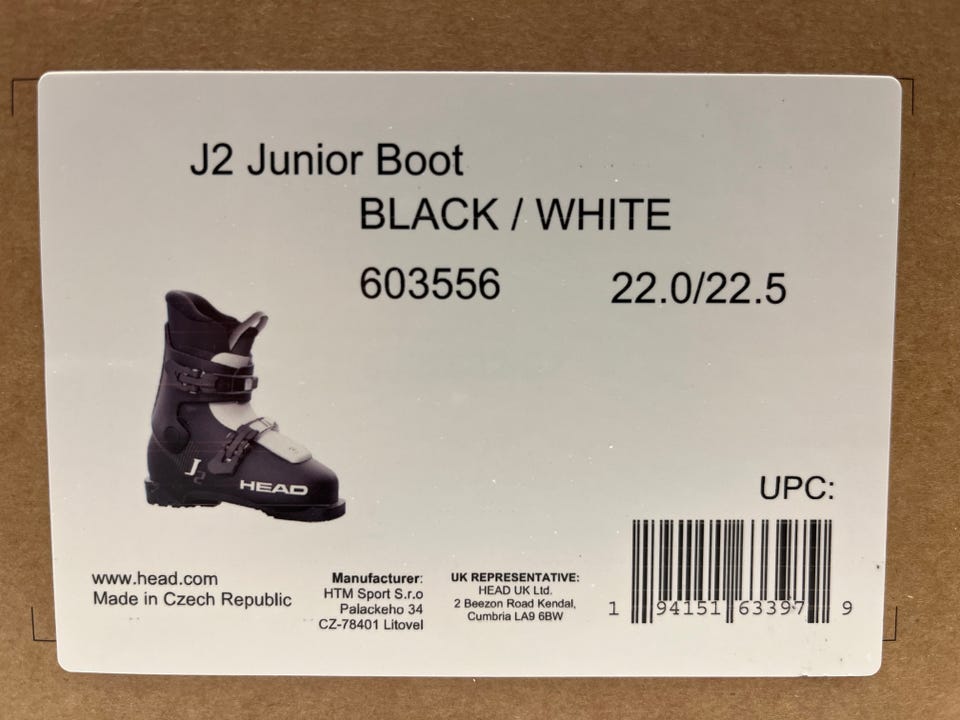 J2 Junior Boot
BLACK / WHITE
603556 22.0/22.5
J2
HEAD
UPC:
www.head.com
Made in Czech Republic
Manufacturer:
HTM Sport S.r.o
Palackeho 34
CZ-78401 Litovel
UK REPRESENTATIVE:
HEAD UK Ltd.
2 Beezon Road Kendal,
Cumbria LA9 6BW
1 94151 63397 9